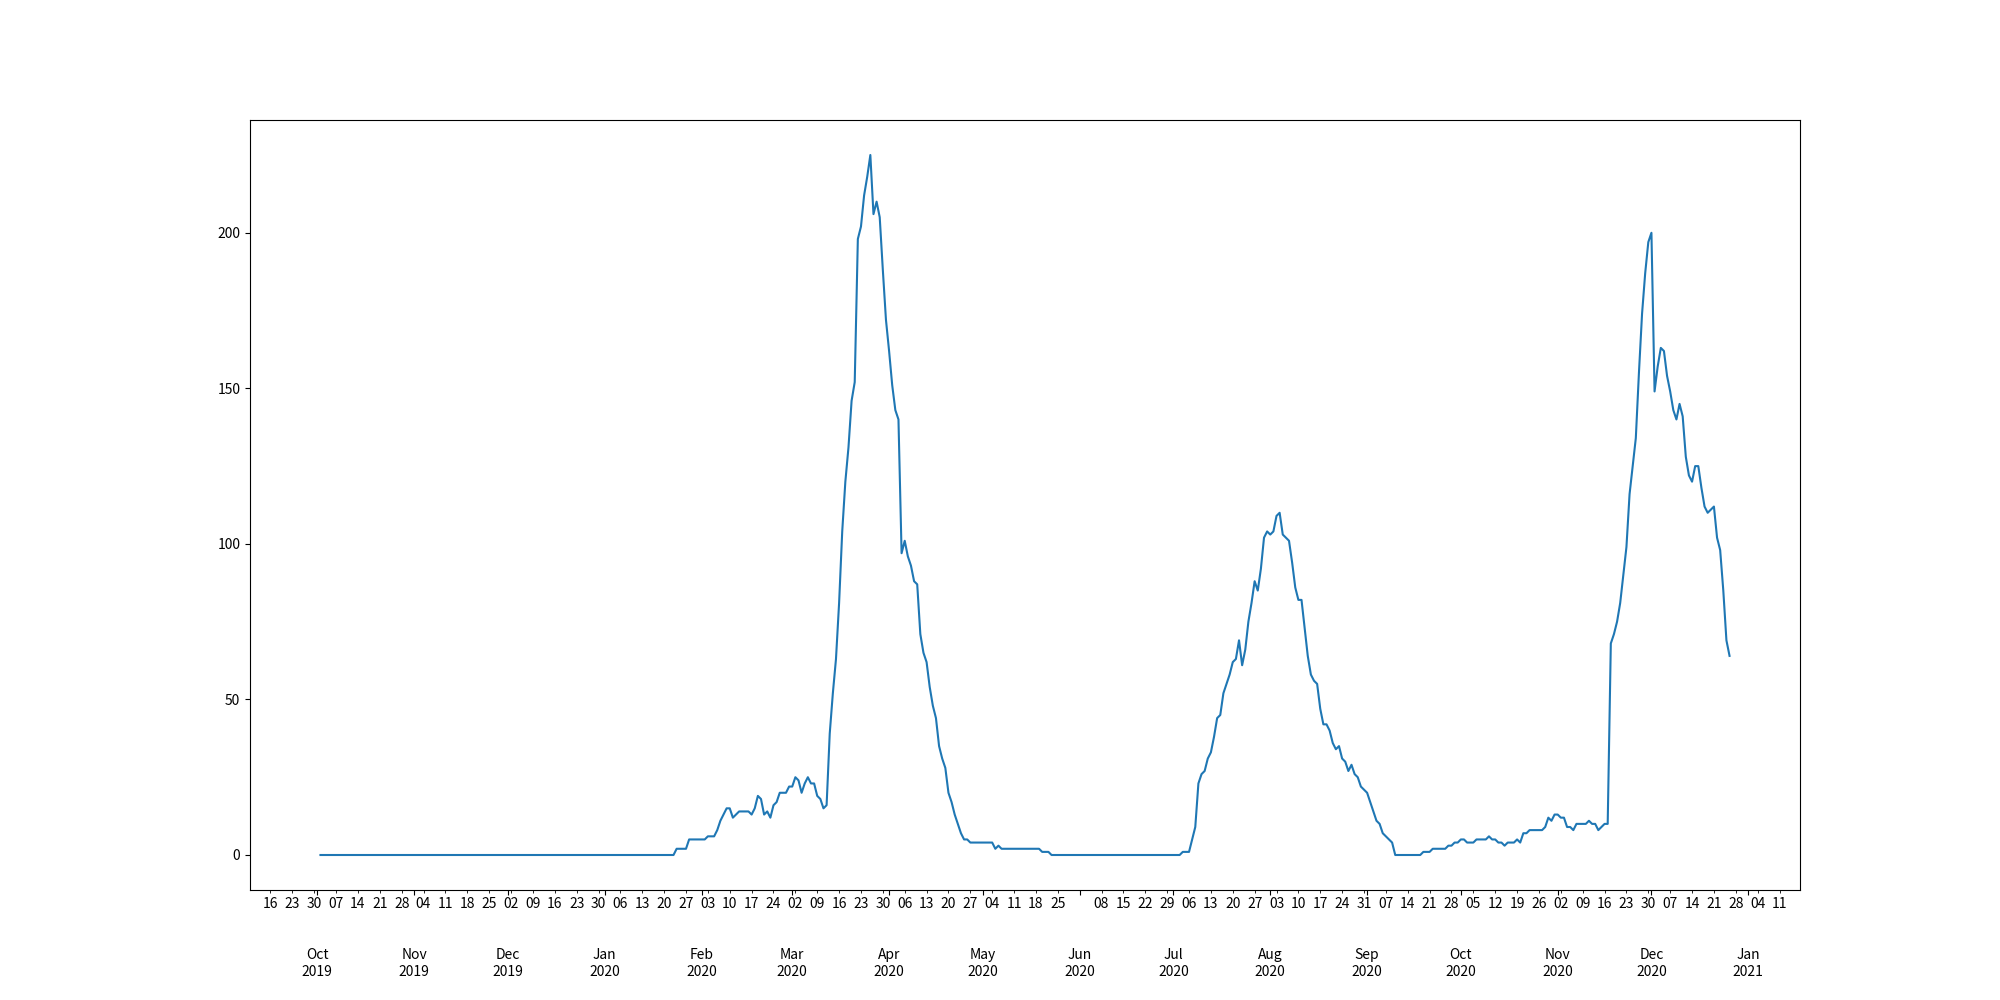 200
150
100
50
0
16 23 30 07 14 21 28 04 11 18 25 02 09 16 23 30 06 13 20 27 03 10 17 24 02 09 16 23 30 06 13 20 27 04 11 18 25 08 15 22 29 06 13 20 27 03 10 17 24 31 07 14 21 28 05 12 19 26 02 09 16 23 30 07 14 21 28 04 11
Oct Nov Dec Jan Feb Mar Apr May Jun Jul Aug Sep Oct Nov Dec Jan
2019 2019 2019 2020 2020 2020 2020 2020 2020 2020 2020 2020 2020 2020 2020 2021